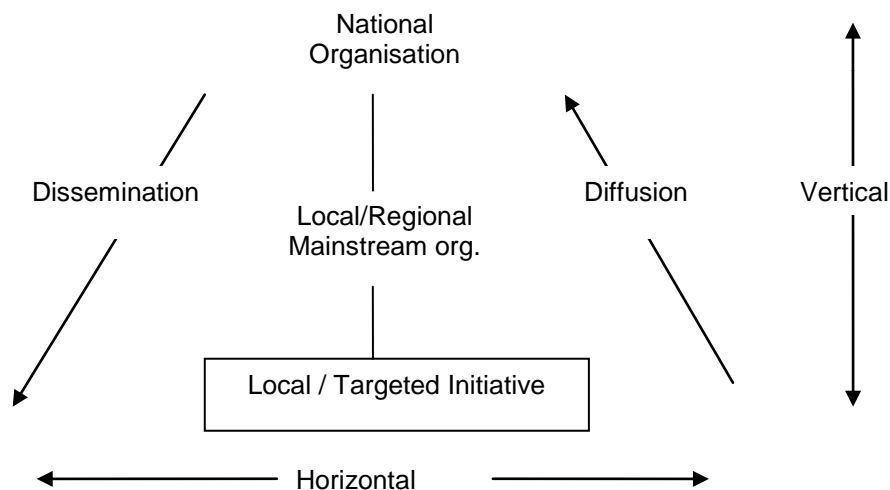 National
Organisation
Dissemination
Diffusion
Vertical
Local/Regional
Mainstream org.
Local / Targeted Initiative
Horizontal